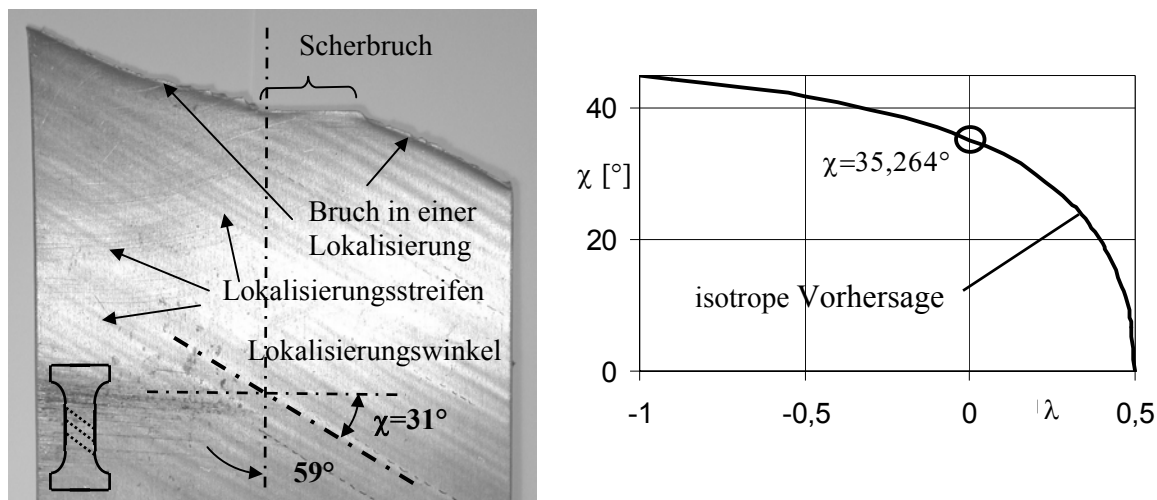 Scherbruch
Bruch in einer
Lokalisierung
Lokalisierungsstreifen
Lokalisierungswinkel
χ=31°
59°
40
χ=35,264°
χ [°]
20
isotrope Vorhersage
0
-1
-0,5
0
λ
0,5